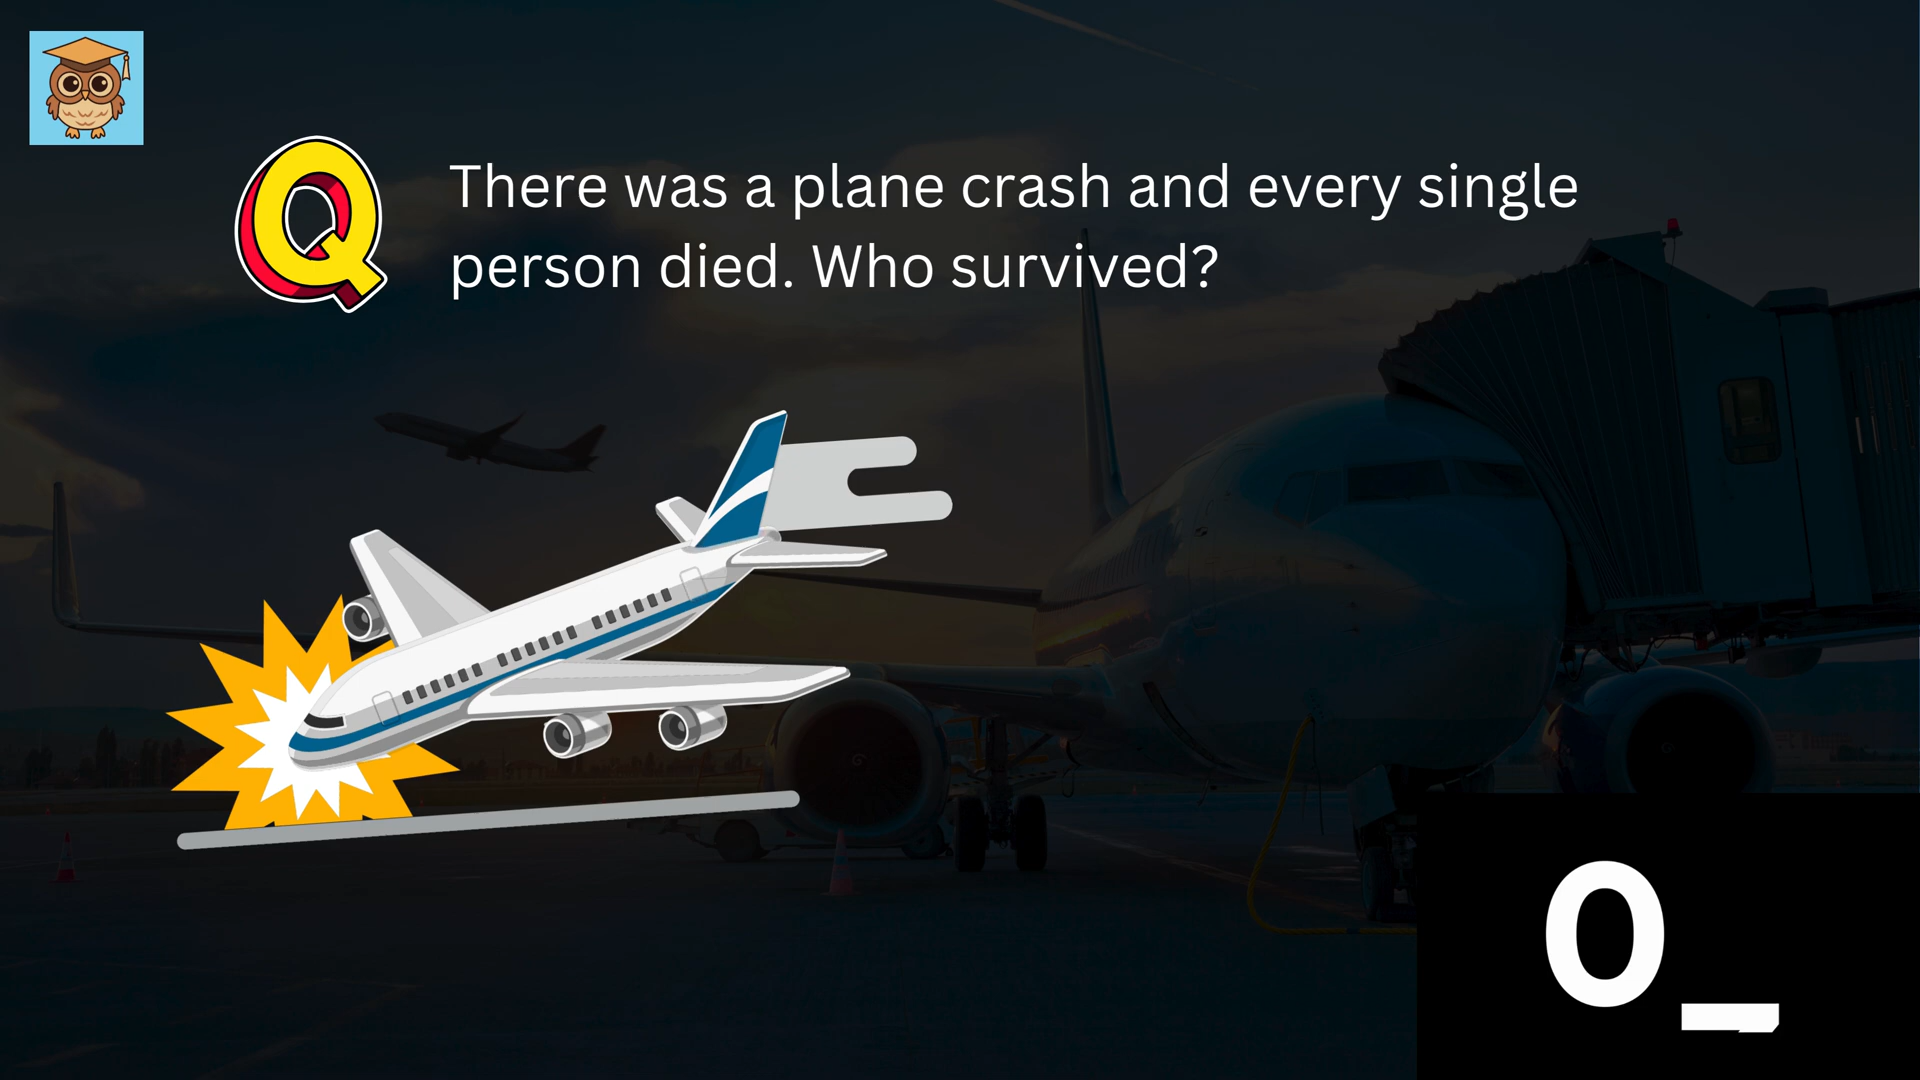 Q
There was a plane crash and every single
person died. Who survived?
0